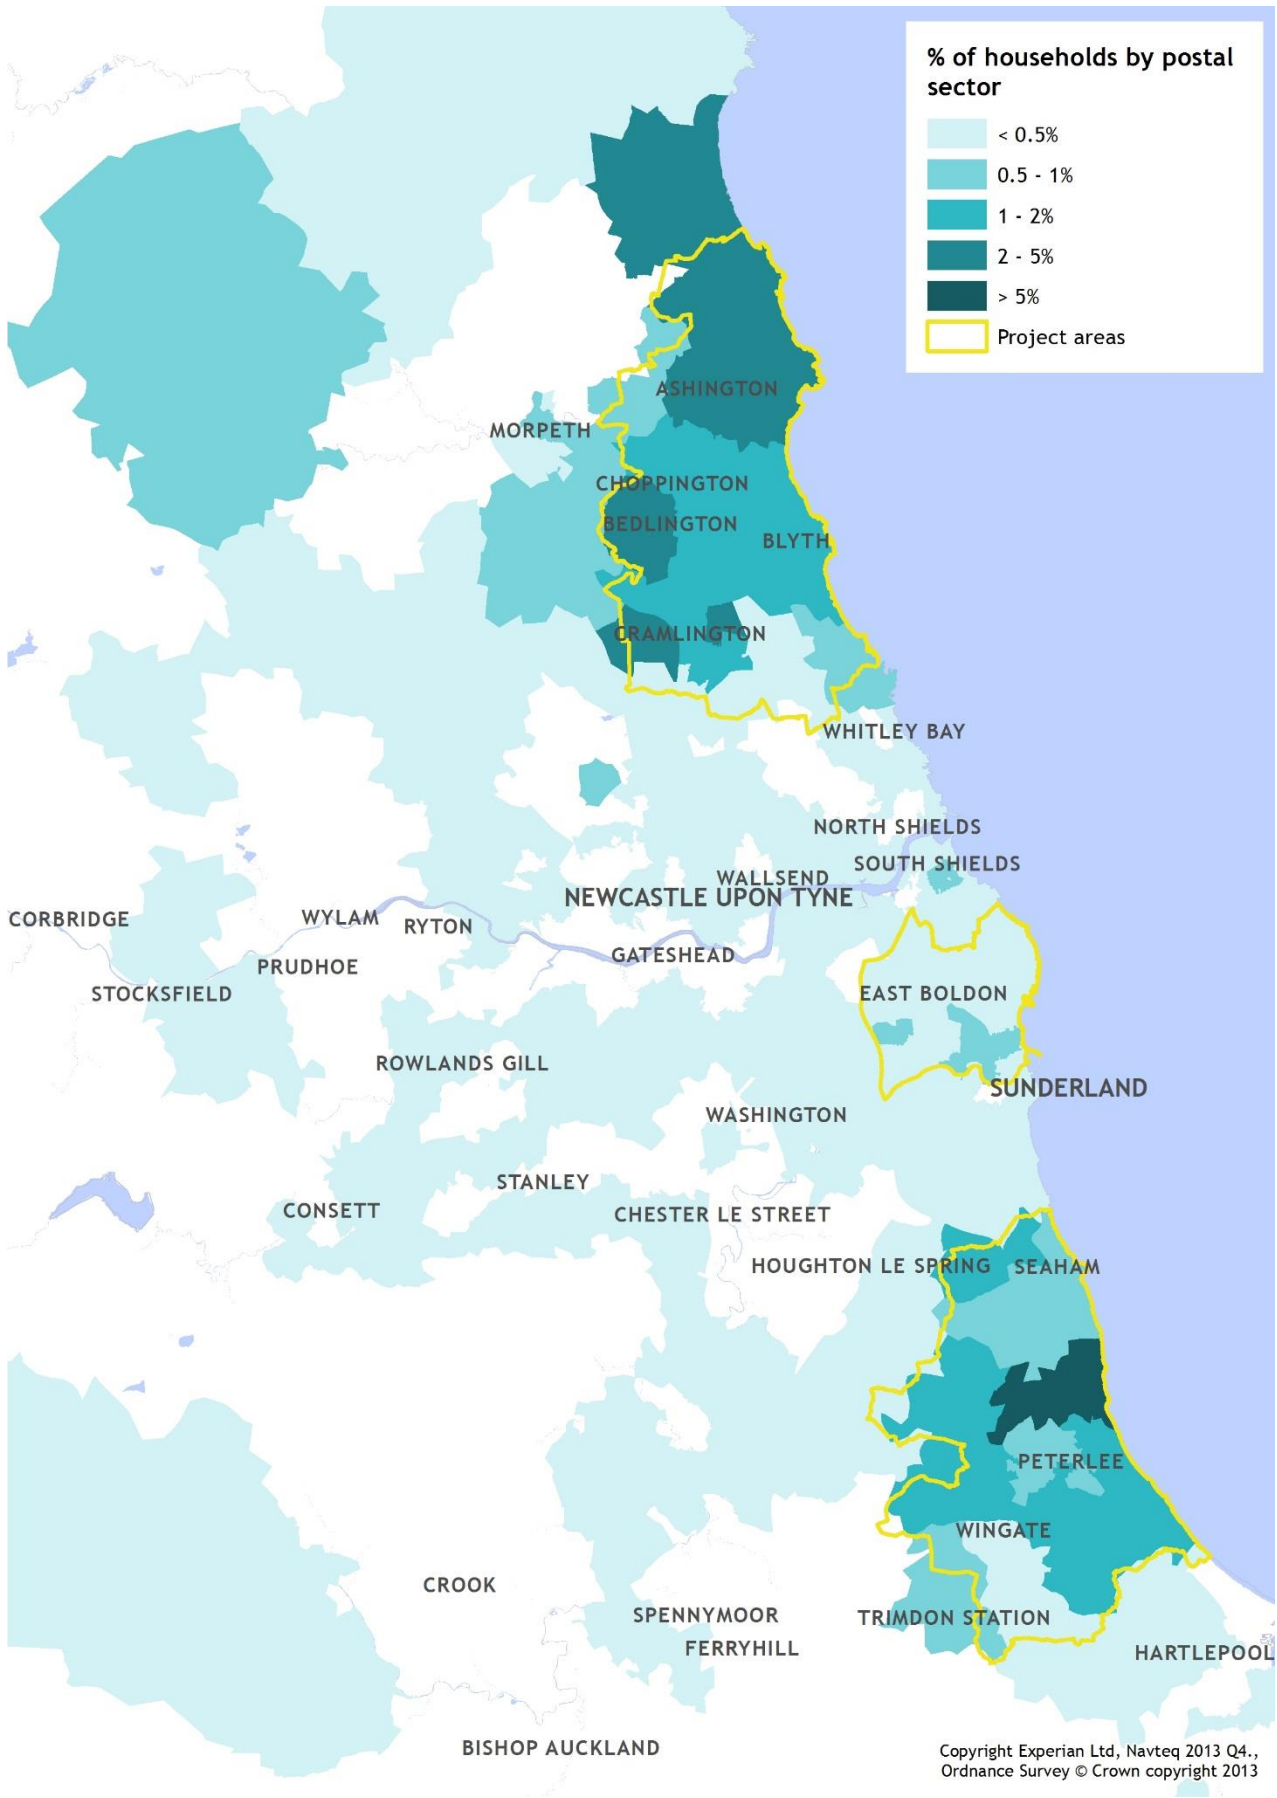 % of households by postal
sector
< 0.5%
0.5 - 1%
1 - 2%
2 - 5%
> 5%
Project areas
ASHINGTON
MORPETH
CHOPPINGTON
BEDLINGTON
BLYTH
CRAMLINGTON
WHITLEY BAY
NORTH SHIELDS
SOUTH SHIELDS
WALLSEND
NEWCASTLE UPON TYNE
CORBRIDGE
WYLAM
RYTON
GATESHEAD
PRUDHOE
STOCKSFIELD
EAST BOLDON
ROWLANDS GILL
SUNDERLAND
WASHINGTON
STANLEY
CONSETT
CHESTER LE STREET
HOUGHTON LE SPRING
SEAHAM
PETERLEE
WINGATE
CROOK
SPENNYMOOR
TRIMDON STATION
FERRYHILL
HARTLEPOOL
BISHOP AUCKLAND
Copyright Experian Ltd, Navteq 2013 Q4.,
Ordnance Survey © Crown copyright 2013